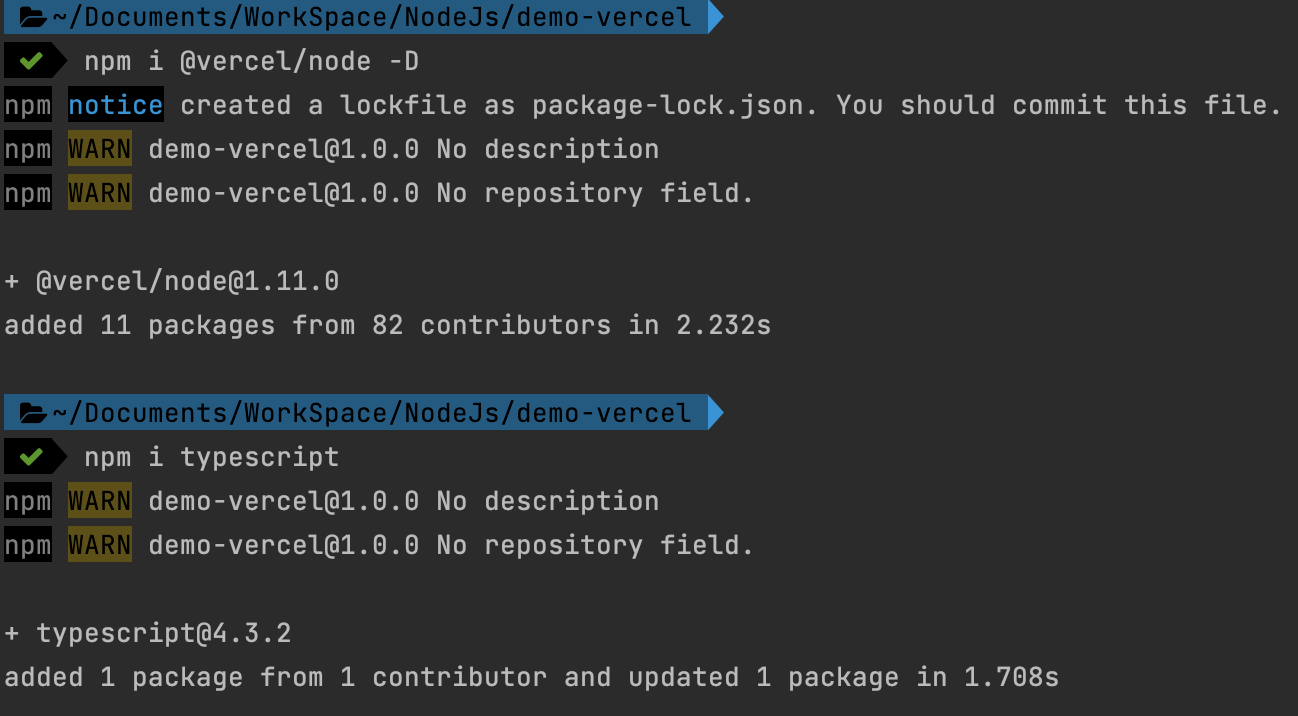 ~/Documents/WorkSpace/NodeJs/demo-vercel
npm i @vercel/node -D
npm notice created a lockfile as package-lock.json. You should commit this file.
npm WARN demo-vercel@1.0.0 No description
npm WARN demo-vercel@1.0.0 No repository field.
+ @vercel/node@1.11.0
added 11 packages from 82 contributors in 2.232s
~/Documents/WorkSpace/NodeJs/demo-vercel
npm i typescript
npm WARN demo-vercel@1.0.0 No description
npm WARN demo-vercel@1.0.0 No repository field.
+ typescript@4.3.2
added 1 package from 1 contributor and updated 1 package in 1.708s